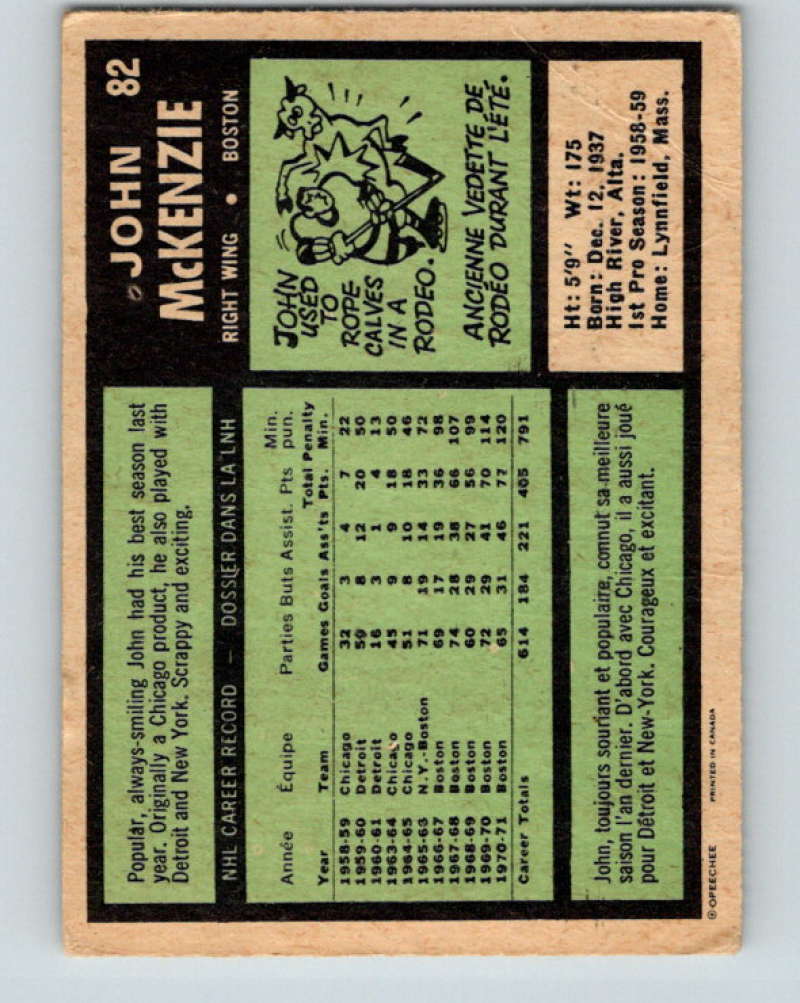 JOHN 82
McKENZIE
RIGHT WING • BOSTON
JOHN
USED
TO
ROPE
CALVES
IN A
RODEO.
ANCIENNE VEDETTE DE
RODÉO DURANT L'ÉTÉ.
Ht: 5'9" Wt: 175
Born: Dec. 12, 1937
High River, Alta.
1st Pro Season: 1958-59
Home: Lynnfield, Mass.
Popular, always-smiling John had his best season last
year. Originally a Chicago product, he also played with
Detroit and New York. Scrappy and exciting.
NHL CAREER RECORD — DOSSIER DANS LA LNH
Année Équipe Parties Buts Assist. Pts Min. pun.
Year Team Games Goals Ass'ts Total Pts. Penalty Min.
1958-59 Chicago 32 3 4 7 22
1959-60 Detroit 59 8 12 20 50
1960-61 Detroit 16 3 1 4 13
1963-64 Chicago 45 9 9 18 50
1964-65 Chicago 51 8 10 18 46
1965-66 N.Y.-Boston 71 19 14 33 72
1966-67 Boston 69 17 19 36 98
1967-68 Boston 74 28 38 66 107
1968-69 Boston 60 29 27 56 99
1969-70 Boston 72 29 41 70 114
1970-71 Boston 65 31 46 77 120
Career Totals 614 184 221 405 791
John, toujours souriant et populaire, connut sa meilleure
saison l'an dernier. D'abord avec Chicago, il a aussi joué
pour Détroit et New-York. Courageux et excitant.
© OPEECHEE PRINTED IN CANADA